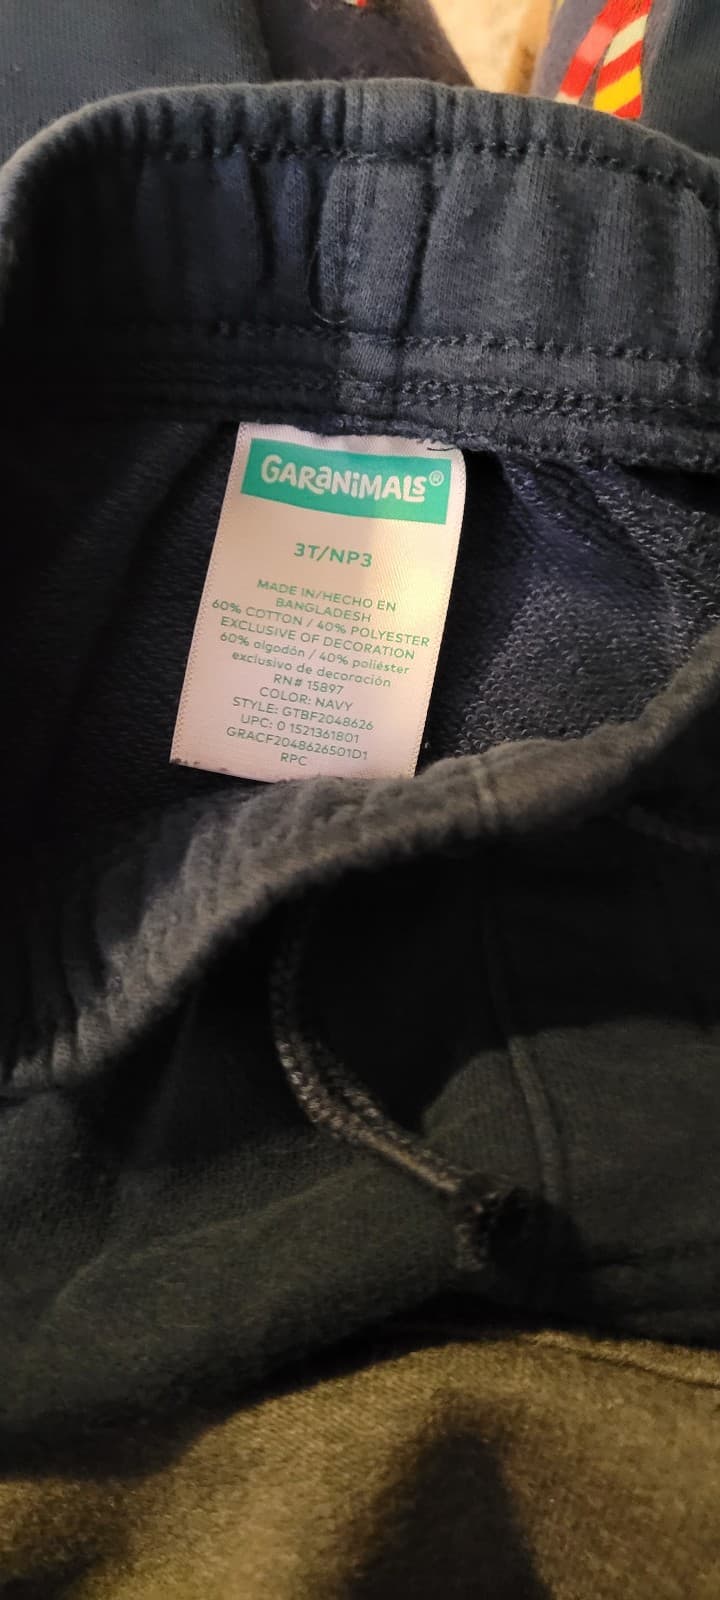 GARANIMALS®
3T/NP3
MADE IN/HECHO EN
BANGLADESH
60% COTTON / 40% POLYESTER
EXCLUSIVE OF DECORATION
60% algodón / 40% poliéster
exclusivo de decoración
RN# 15897
COLOR: NAVY
STYLE: GTBF2048626
UPC: 0 1521361801
GRACF2048626501D1
RPC